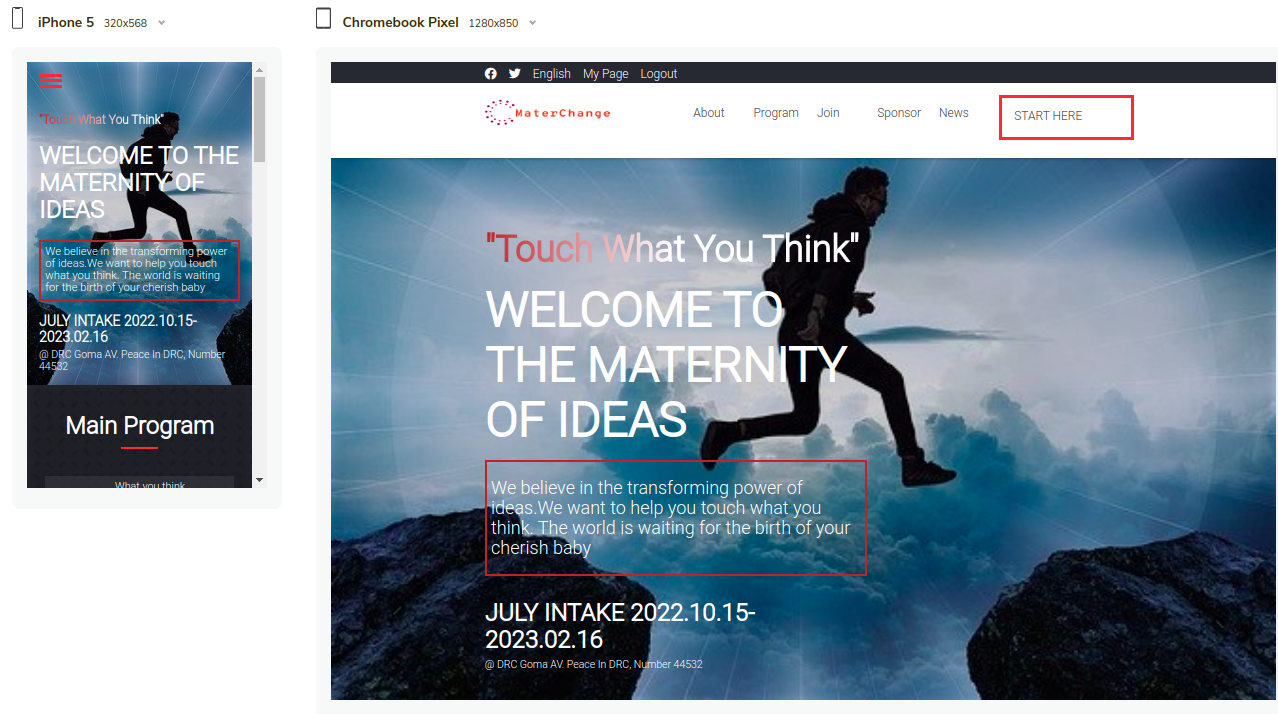 iPhone 5 320x568
"Touch What You Think"
WELCOME TO THE
MATERNITY OF
IDEAS
We believe in the transforming power
of ideas.We want to help you touch
what you think. The world is waiting
for the birth of your cherish baby
JULY INTAKE 2022.10.15-
2023.02.16
@ DRC Goma AV. Peace In DRC, Number
44532
Main Program
What you think
Chromebook Pixel 1280x850
English My Page Logout
MaterChange About Program Join Sponsor News START HERE
"Touch What You Think"
WELCOME TO
THE MATERNITY
OF IDEAS
We believe in the transforming power of
ideas.We want to help you touch what you
think. The world is waiting for the birth of your
cherish baby
JULY INTAKE 2022.10.15-
2023.02.16
@ DRC Goma AV. Peace In DRC, Number 44532